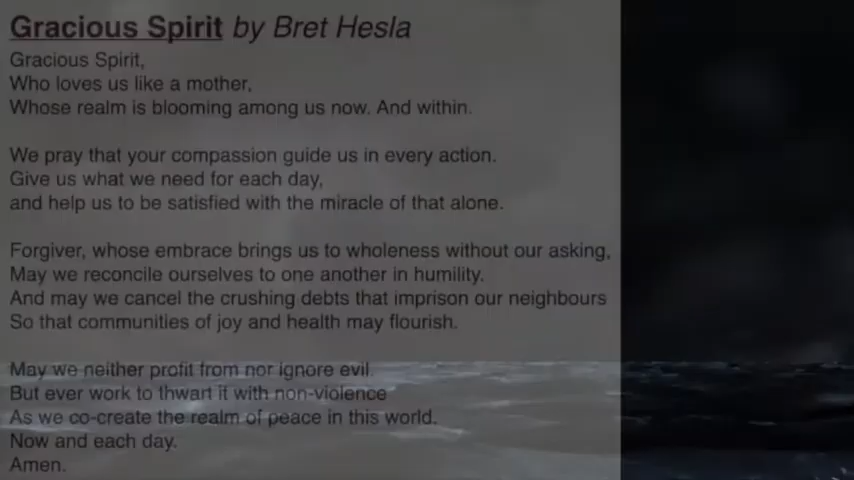 Gracious Spirit by Bret Hesla
Gracious Spirit,
Who loves us like a mother,
Whose realm is blooming among us now. And within.
We pray that your compassion guide us in every action.
Give us what we need for each day,
and help us to be satisfied with the miracle of that alone.
Forgiver, whose embrace brings us to wholeness without our asking,
May we reconcile ourselves to one another in humility.
And may we cancel the crushing debts that imprison our neighbours
So that communities of joy and health may flourish.
May we neither profit from nor ignore evil.
But ever work to thwart it with non-violence
As we co-create the realm of peace in this world.
Now and each day.
Amen.